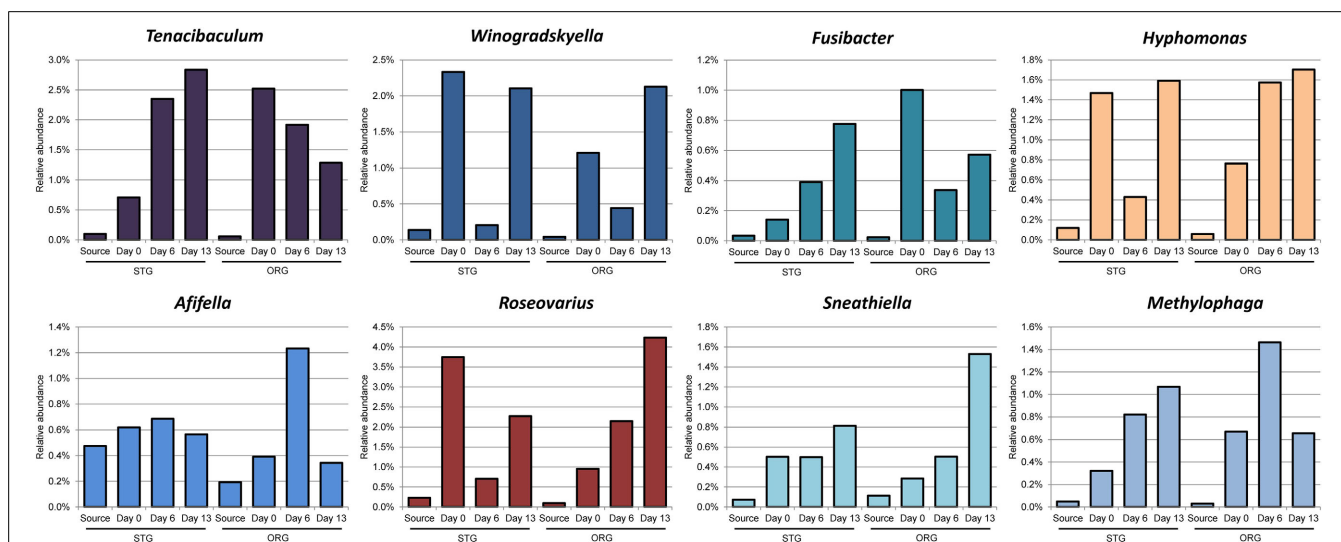 Tenacibaculum
3.0%
2.5%
2.0%
1.5%
1.0%
0.5%
0.0%
Relative abundance
Source Day 0 Day 6 Day 13 Source Day 0 Day 6 Day 13
STG ORG
Winogradskyella
2.5%
2.0%
1.5%
1.0%
0.5%
0.0%
Relative abundance
Source Day 0 Day 6 Day 13 Source Day 0 Day 6 Day 13
STG ORG
Fusibacter
1.2%
1.0%
0.8%
0.6%
0.4%
0.2%
0.0%
Relative abundance
Source Day 0 Day 6 Day 13 Source Day 0 Day 6 Day 13
STG ORG
Hyphomonas
1.8%
1.6%
1.4%
1.2%
1.0%
0.8%
0.6%
0.4%
0.2%
0.0%
Relative abundance
Source Day 0 Day 6 Day 13 Source Day 0 Day 6 Day 13
STG ORG
Afifella
1.4%
1.2%
1.0%
0.8%
0.6%
0.4%
0.2%
0.0%
Relative abundance
Source Day 0 Day 6 Day 13 Source Day 0 Day 6 Day 13
STG ORG
Roseovarius
4.5%
4.0%
3.5%
3.0%
2.5%
2.0%
1.5%
1.0%
0.5%
0.0%
Relative abundance
Source Day 0 Day 6 Day 13 Source Day 0 Day 6 Day 13
STG ORG
Sneathiella
1.8%
1.6%
1.4%
1.2%
1.0%
0.8%
0.6%
0.4%
0.2%
0.0%
Relative abundance
Source Day 0 Day 6 Day 13 Source Day 0 Day 6 Day 13
STG ORG
Methylophaga
1.8%
1.6%
1.4%
1.2%
1.0%
0.8%
0.6%
0.4%
0.2%
0.0%
Relative abundance
Source Day 0 Day 6 Day 13 Source Day 0 Day 6 Day 13
STG ORG